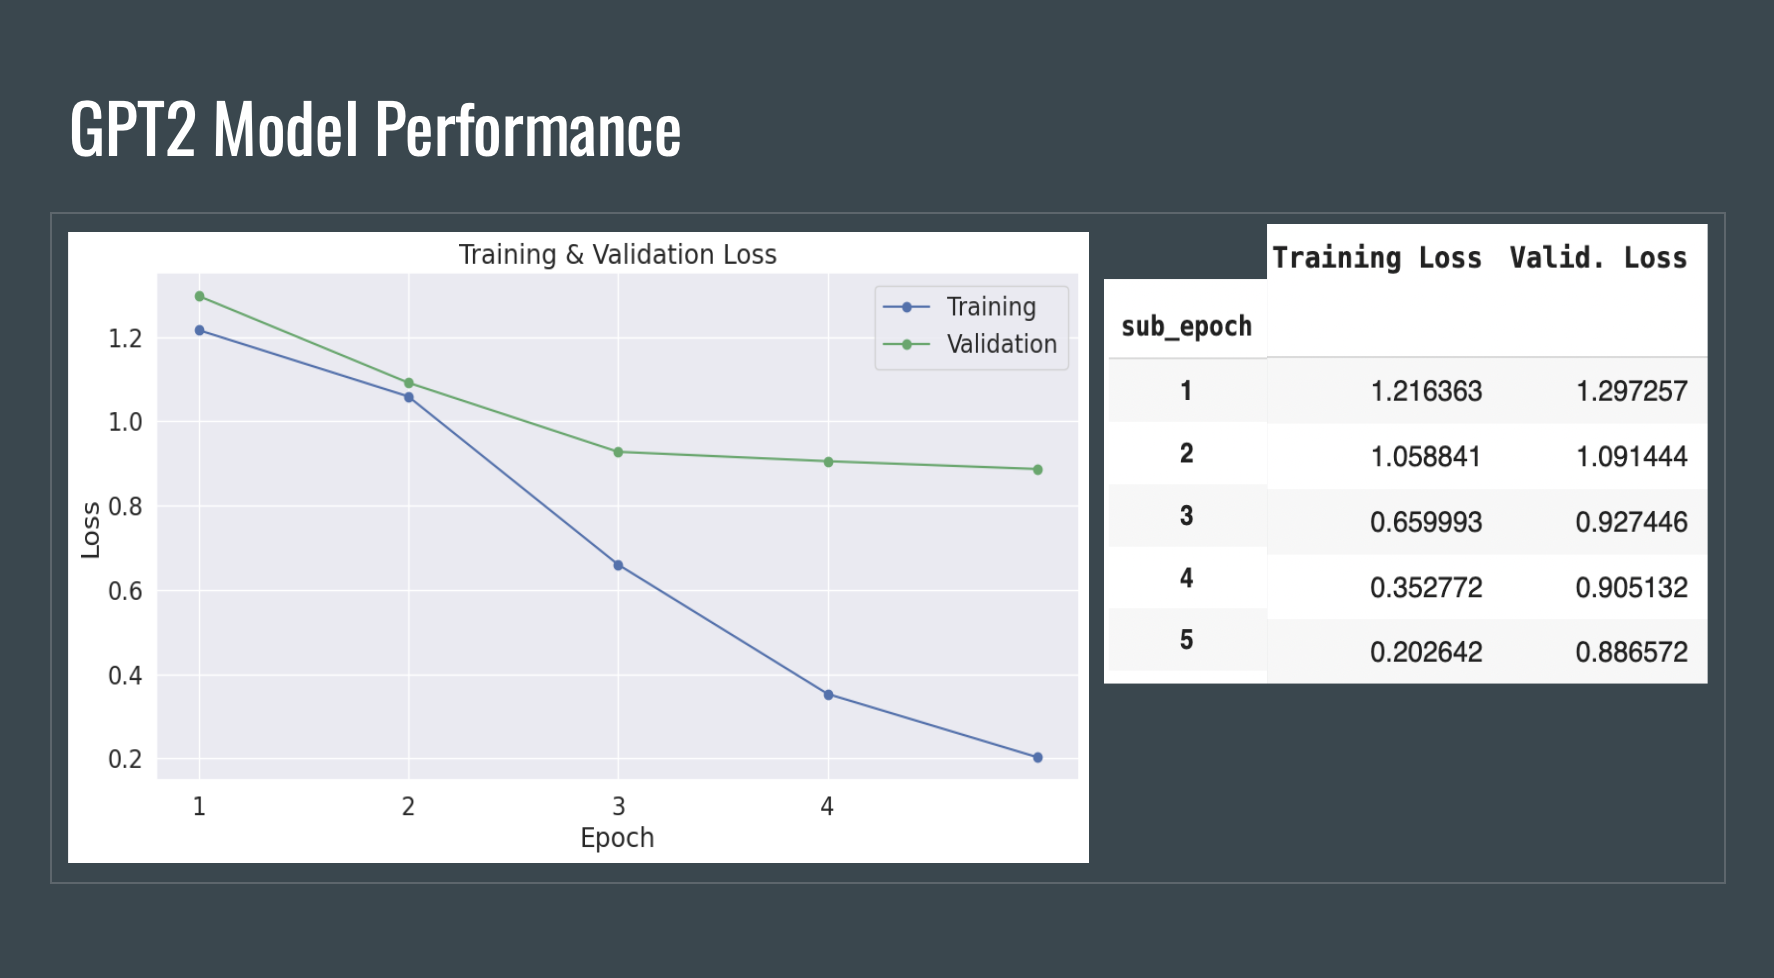 GPT2 Model Performance
Training & Validation Loss
Training
Validation
1.2
1.0
0.8
0.6
0.4
0.2
Loss
1 2 3 4
Epoch
Training Loss Valid. Loss
sub_epoch
1 1.216363 1.297257
2 1.058841 1.091444
3 0.659993 0.927446
4 0.352772 0.905132
5 0.202642 0.886572